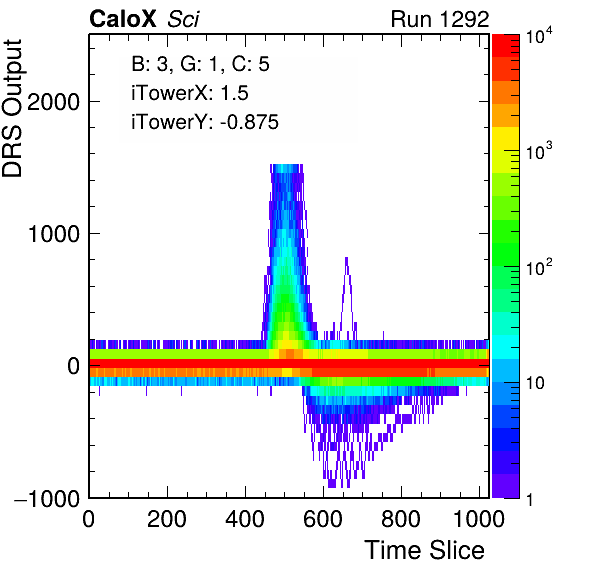 CaloX Sci
Run 1292
B: 3, G: 1, C: 5
iTowerX: 1.5
iTowerY: -0.875
DRS Output
2000
1000
0
−1000
0 200 400 600 800 1000
Time Slice
10^4
10^3
10^2
10
1